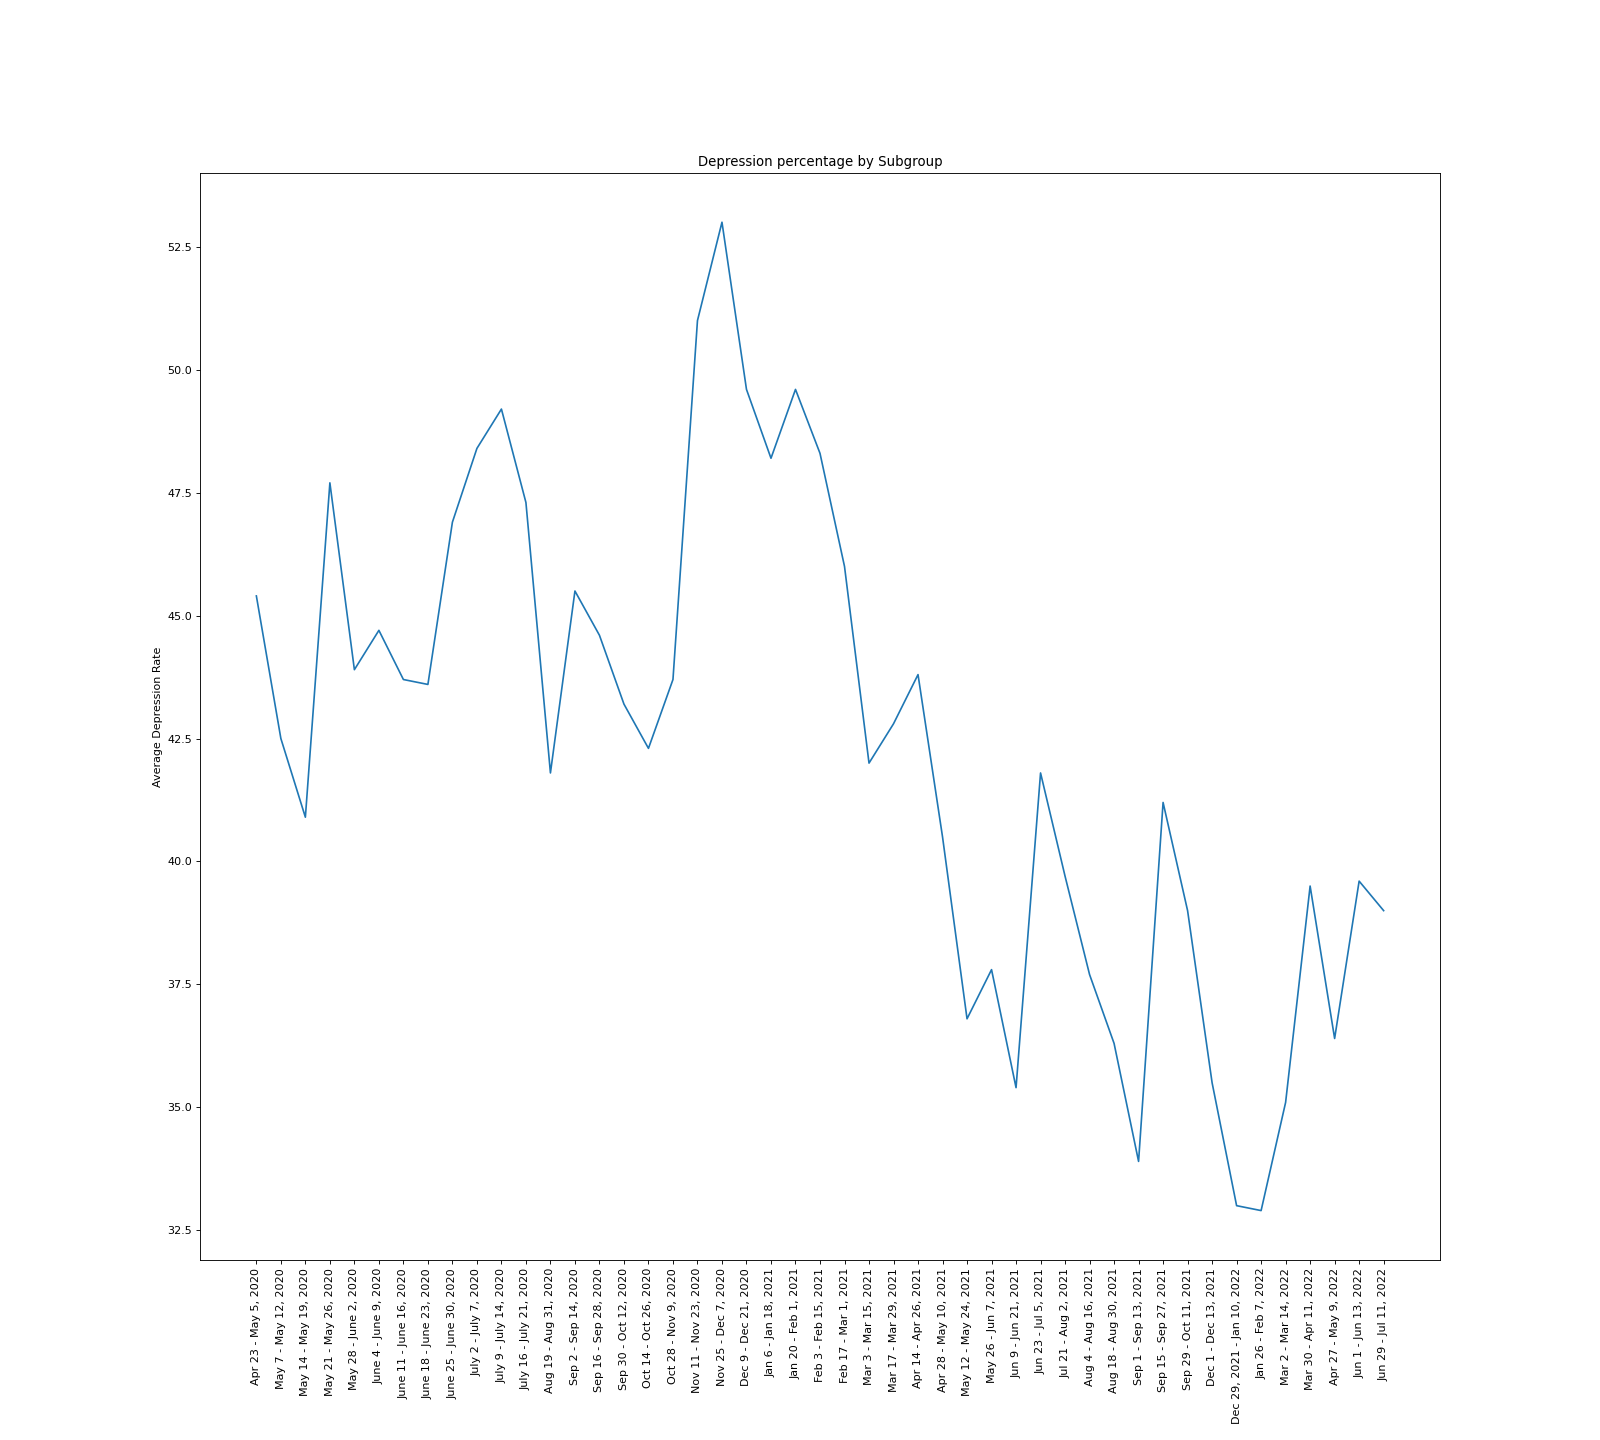 Depression percentage by Subgroup
Average Depression Rate
52.5
50.0
47.5
45.0
42.5
40.0
37.5
35.0
32.5
Apr 23 - May 5, 2020
May 7 - May 12, 2020
May 14 - May 19, 2020
May 21 - May 26, 2020
May 28 - June 2, 2020
June 4 - June 9, 2020
June 11 - June 16, 2020
June 18 - June 23, 2020
June 25 - June 30, 2020
July 2 - July 7, 2020
July 9 - July 14, 2020
July 16 - July 21, 2020
Aug 19 - Aug 31, 2020
Sep 2 - Sep 14, 2020
Sep 16 - Sep 28, 2020
Sep 30 - Oct 12, 2020
Oct 14 - Oct 26, 2020
Oct 28 - Nov 9, 2020
Nov 11 - Nov 23, 2020
Nov 25 - Dec 7, 2020
Dec 9 - Dec 21, 2020
Jan 6 - Jan 18, 2021
Jan 20 - Feb 1, 2021
Feb 3 - Feb 15, 2021
Feb 17 - Mar 1, 2021
Mar 3 - Mar 15, 2021
Mar 17 - Mar 29, 2021
Apr 14 - Apr 26, 2021
Apr 28 - May 10, 2021
May 12 - May 24, 2021
May 26 - Jun 7, 2021
Jun 9 - Jun 21, 2021
Jun 23 - Jul 5, 2021
Jul 21 - Aug 2, 2021
Aug 4 - Aug 16, 2021
Aug 18 - Aug 30, 2021
Sep 1 - Sep 13, 2021
Sep 15 - Sep 27, 2021
Sep 29 - Oct 11, 2021
Dec 1 - Dec 13, 2021
Dec 29, 2021 - Jan 10, 2022
Jan 26 - Feb 7, 2022
Mar 2 - Mar 14, 2022
Mar 30 - Apr 11, 2022
Apr 27 - May 9, 2022
Jun 1 - Jun 13, 2022
Jun 29 - Jul 11, 2022